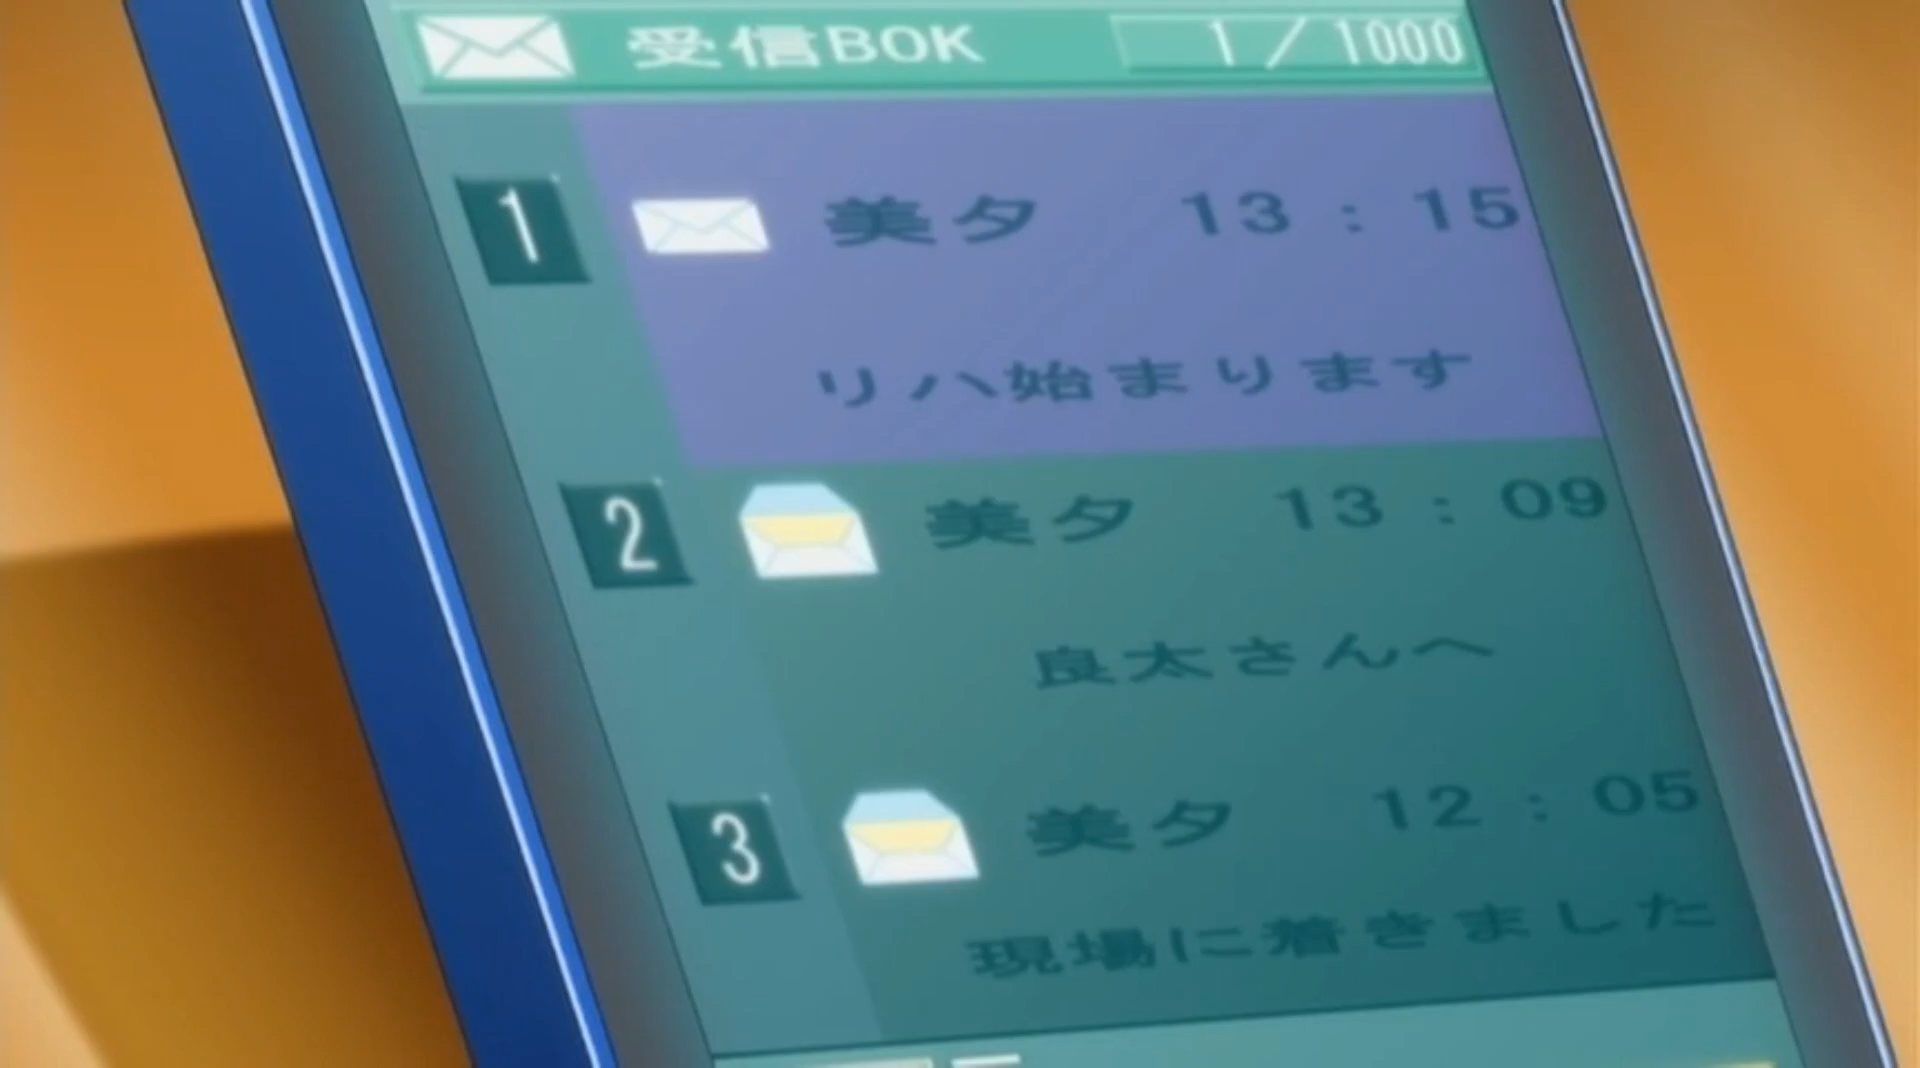 受信BOK 1/1000
1 美夕 13:15
リハ始まります
2 美夕 13:09
良太さんへ
3 美夕 12:05
現場に着きました